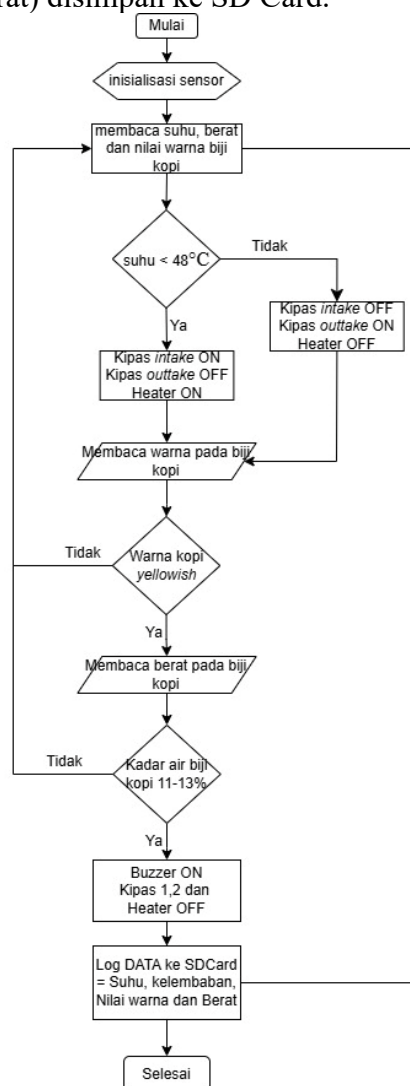 disimpan ke SD Card.
Mulai
inisialisasi sensor
membaca suhu, berat
dan nilai warna biji
kopi
suhu < 48°C
Tidak
Ya
Kipas intake ON
Kipas outtake OFF
Heater ON
Kipas intake OFF
Kipas outtake ON
Heater OFF
Membaca warna pada biji
kopi
Warna kopi
yellowish
Tidak
Ya
Membaca berat pada biji
kopi
Kadar air biji
kopi 11-13%
Tidak
Ya
Buzzer ON
Kipas 1,2 dan
Heater OFF
Log DATA ke SDCard
= Suhu, kelembaban,
Nilai warna dan Berat
Selesai